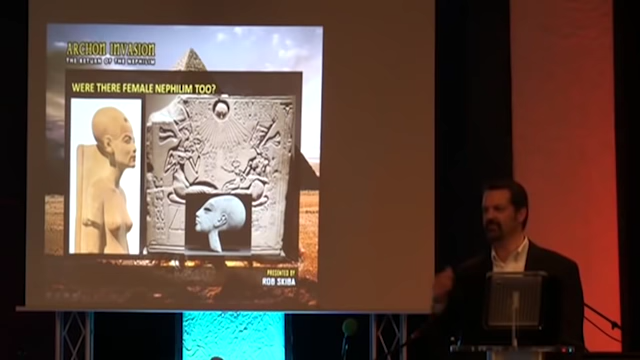 ARCHON INVASION
THE RETURN OF THE NEPHILIM
WERE THERE FEMALE NEPHILIM TOO?
PRESENTED BY
ROB SKIBA